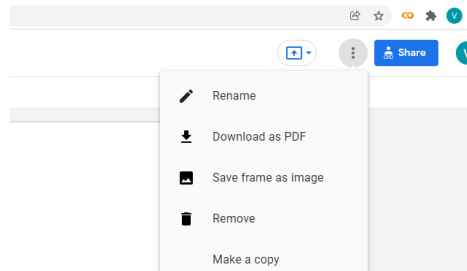 V
Share
Rename
Download as PDF
Save frame as image
Remove
Make a copy